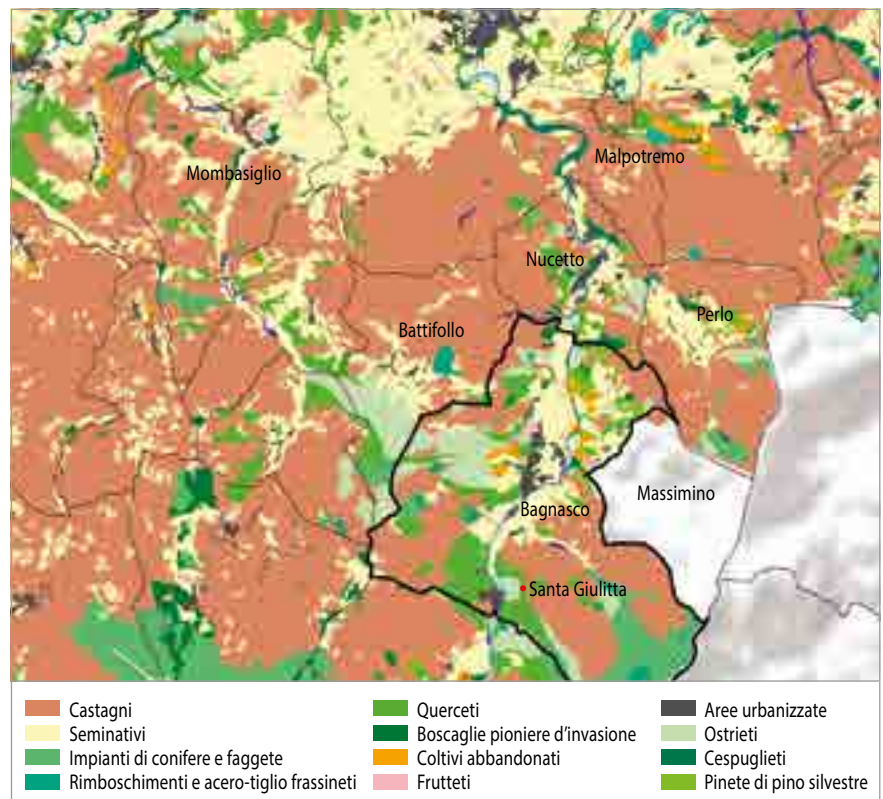 Mombasiglio
Malpotremo
Nucetto
Perlo
Battifollo
Massimino
Bagnasco
Santa Giulitta
Castagni
Seminativi
Impianti di conifere e faggete
Rimboschimenti e acero-tiglio frassineti
Querceti
Boscaglie pioniere d'invasione
Coltivi abbandonati
Frutteti
Aree urbanizzate
Ostrieti
Cespuglieti
Pinete di pino silvestre